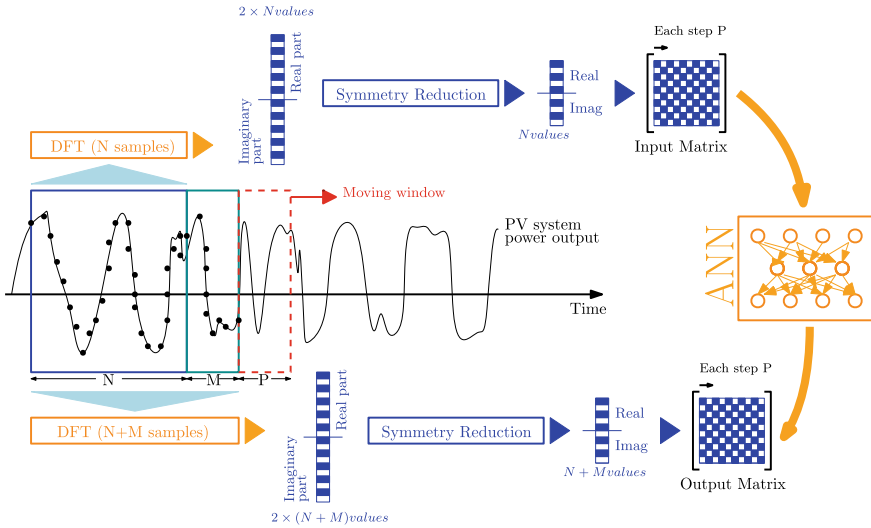 2 × Nvalues
Real part
Imaginary
part
Symmetry Reduction
Real
Imag
Nvalues
Each step P
Input Matrix
DFT (N samples)
Moving window
PV system
power output
Time
N
M
P
ANN
DFT (N+M samples)
Real part
Imaginary
part
2 × (N + M)values
Symmetry Reduction
Real
Imag
N + Mvalues
Each step P
Output Matrix